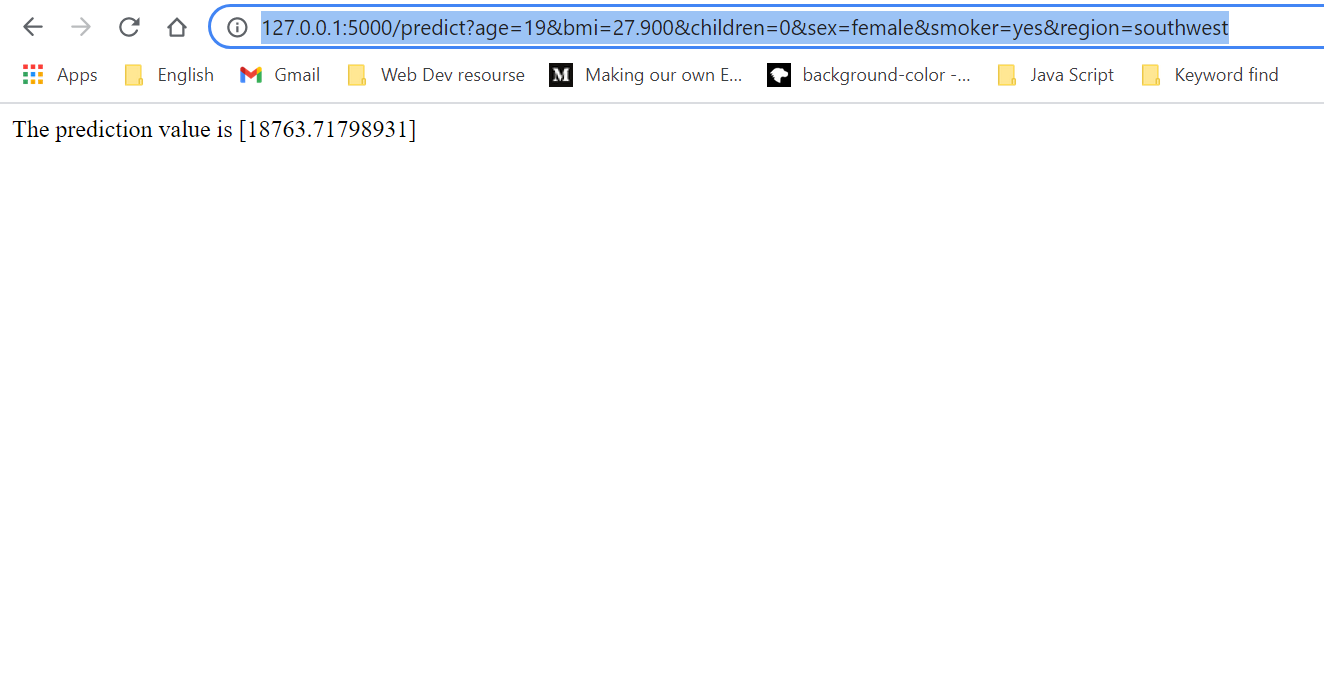 127.0.0.1:5000/predict?age=19&bmi=27.900&children=0&sex=female&smoker=yes&region=southwest
Apps English Gmail Web Dev resourse M Making our own E... background-color -... Java Script Keyword find
The prediction value is [18763.71798931]